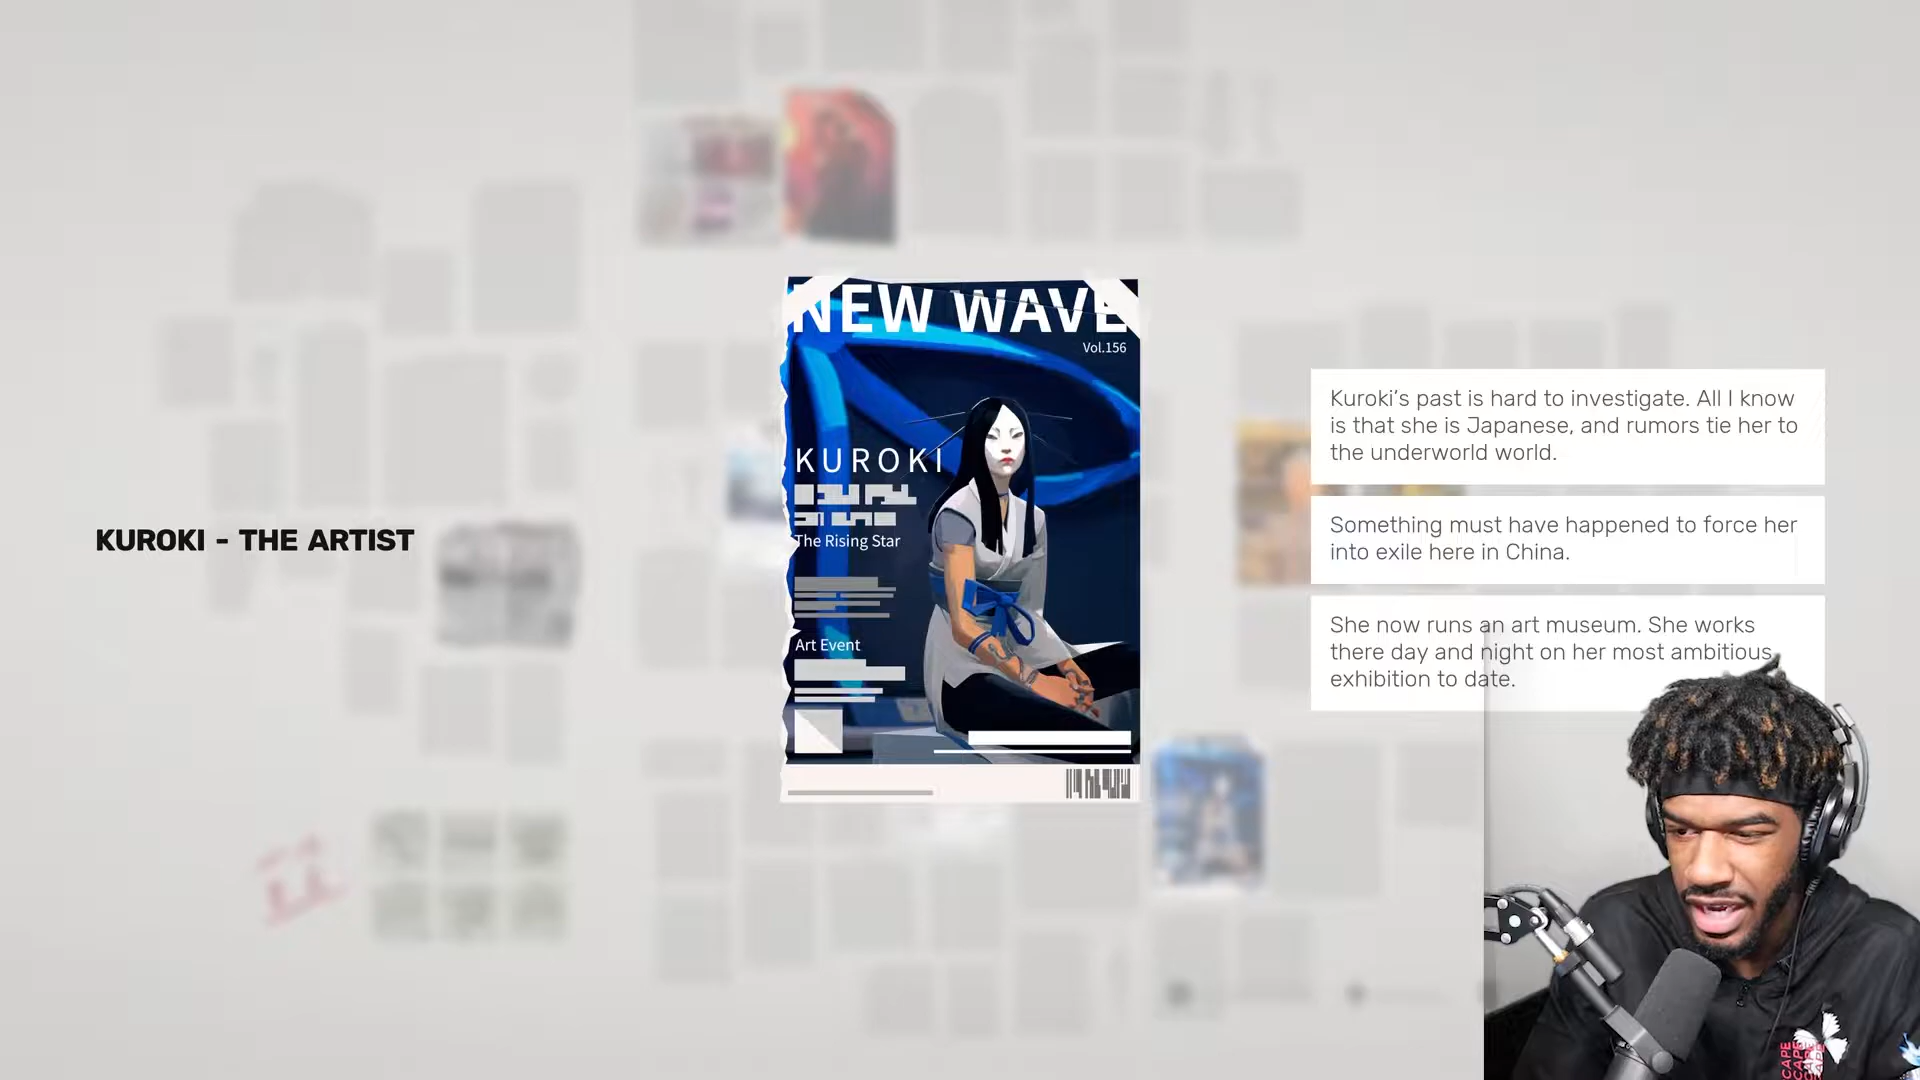 NEW WAVE
Vol.156
KUROKI
The Rising Star
Art Event
KUROKI - THE ARTIST
Kuroki's past is hard to investigate. All I know
is that she is Japanese, and rumors tie her to
the underworld world.
Something must have happened to force her
into exile here in China.
She now runs an art museum. She works
there day and night on her most ambitious
exhibition to date.
CAPE
CAPE
CAPE